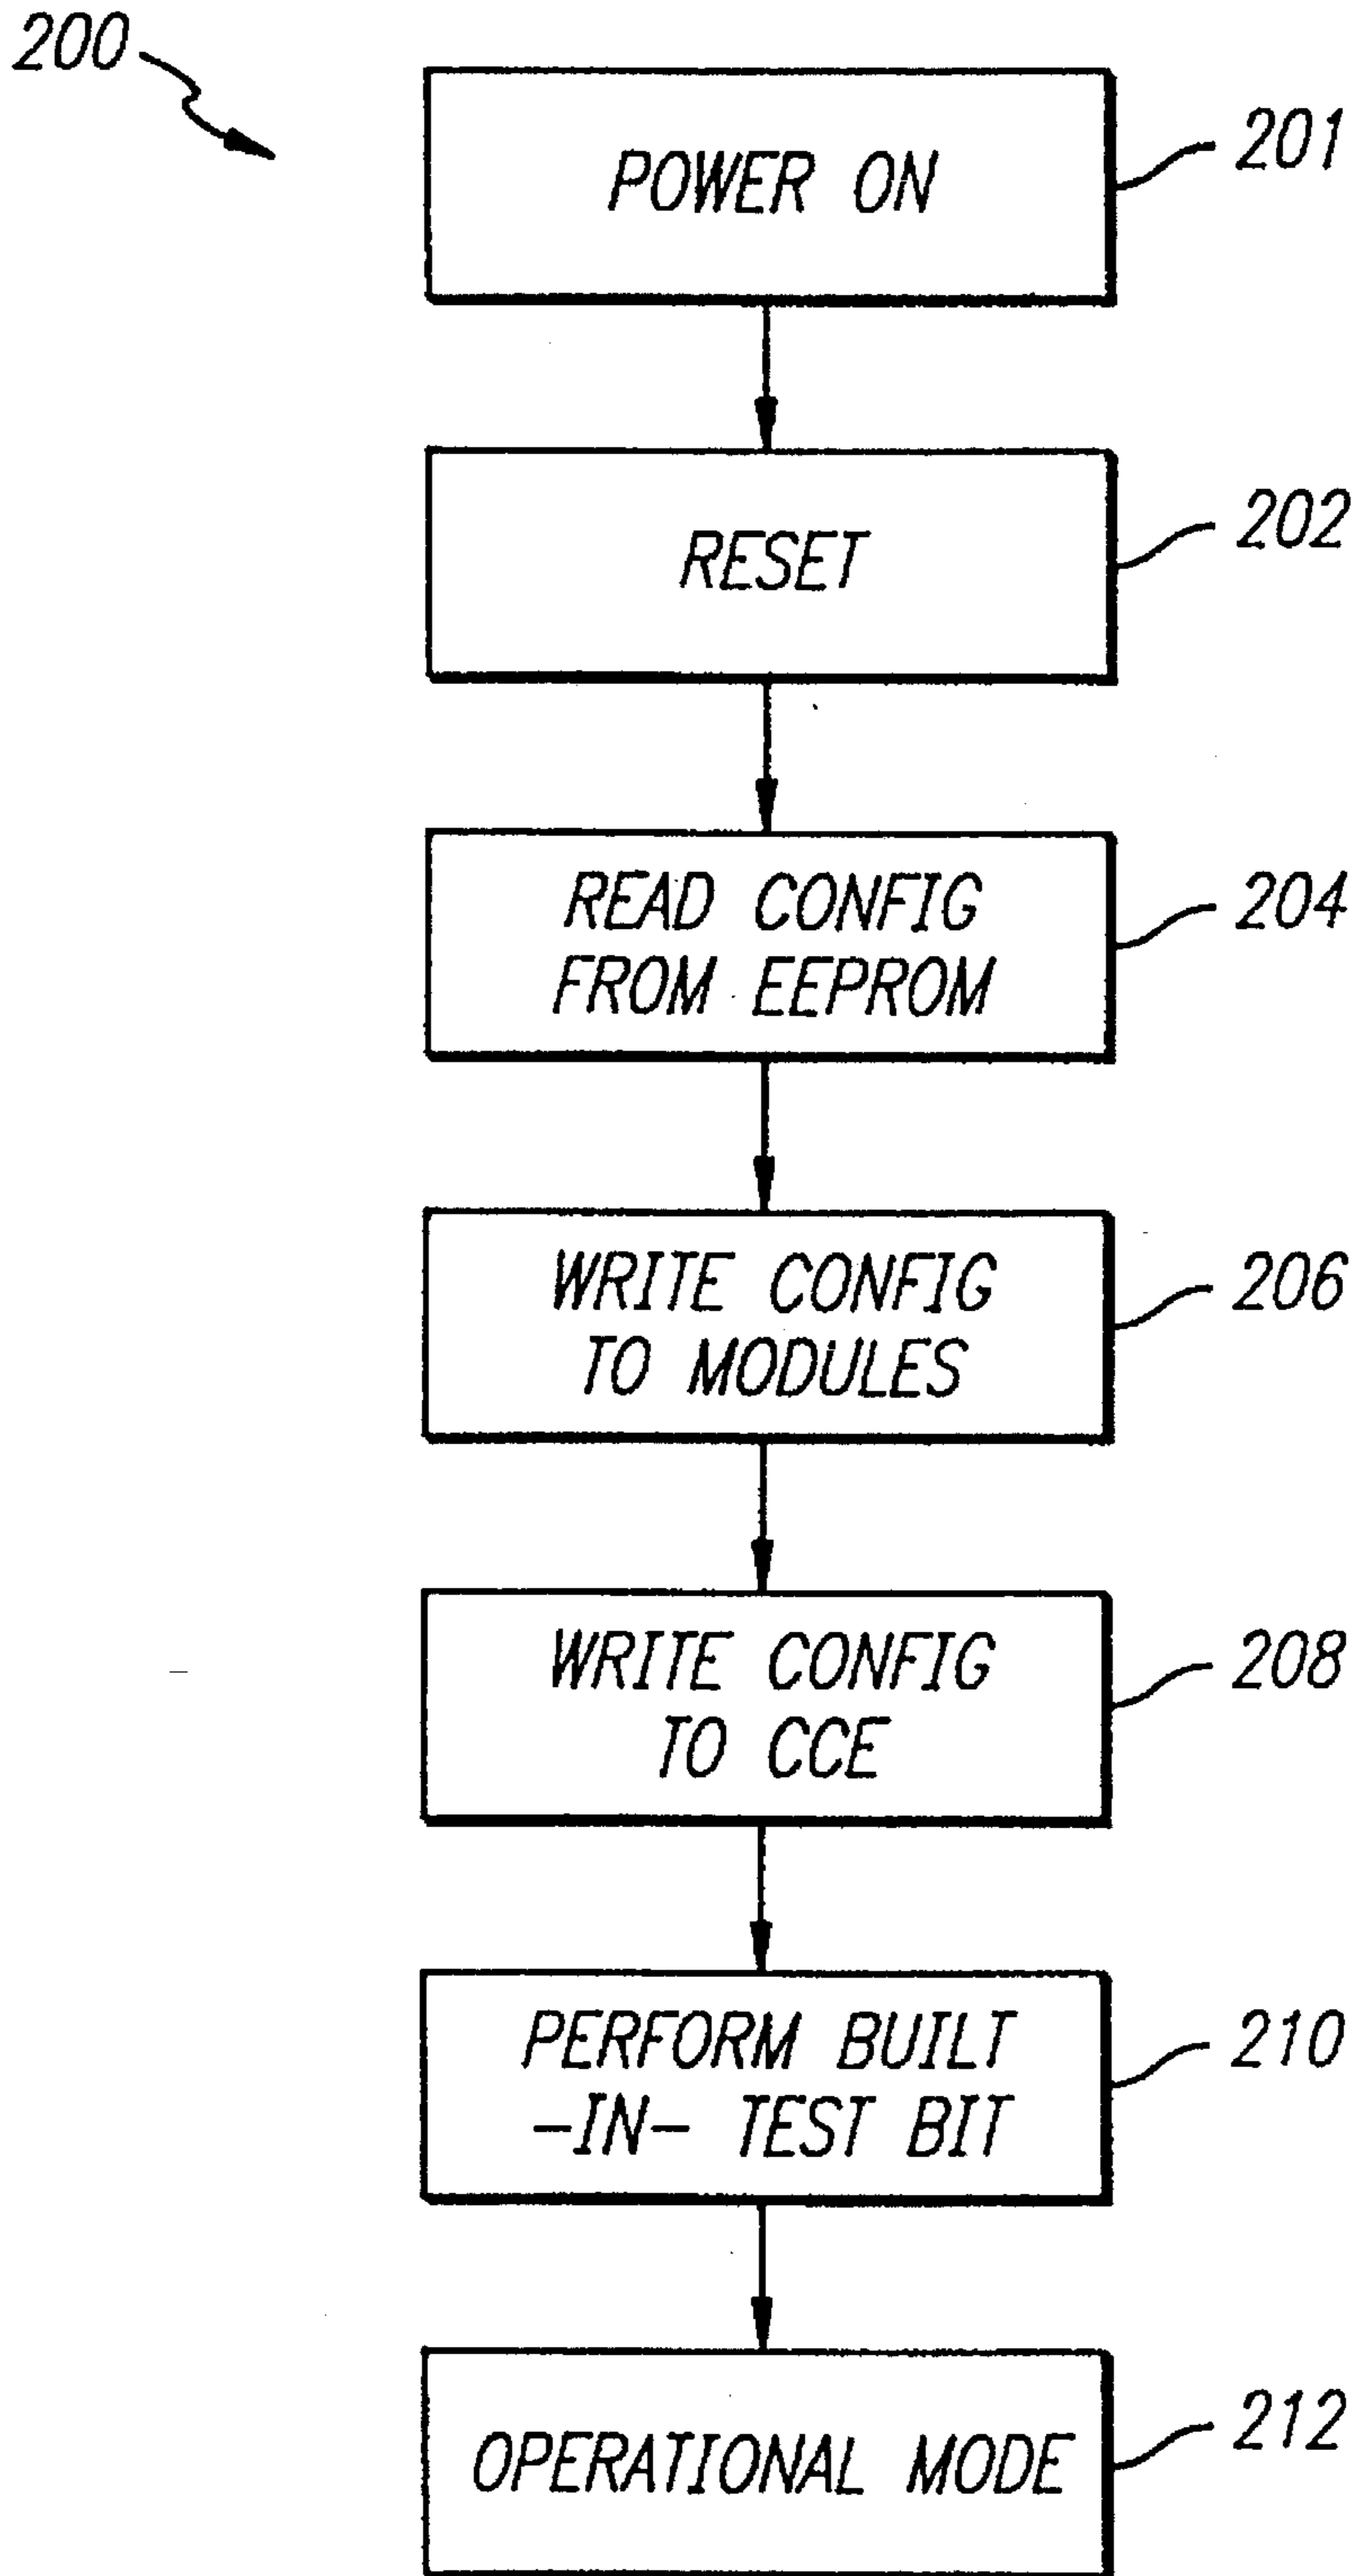 200
POWER ON
201
RESET
202
READ CONFIG
FROM EEPROM
204
WRITE CONFIG
TO MODULES
206
WRITE CONFIG
TO CCE
208
PERFORM BUILT
-IN- TEST BIT
210
OPERATIONAL MODE
212